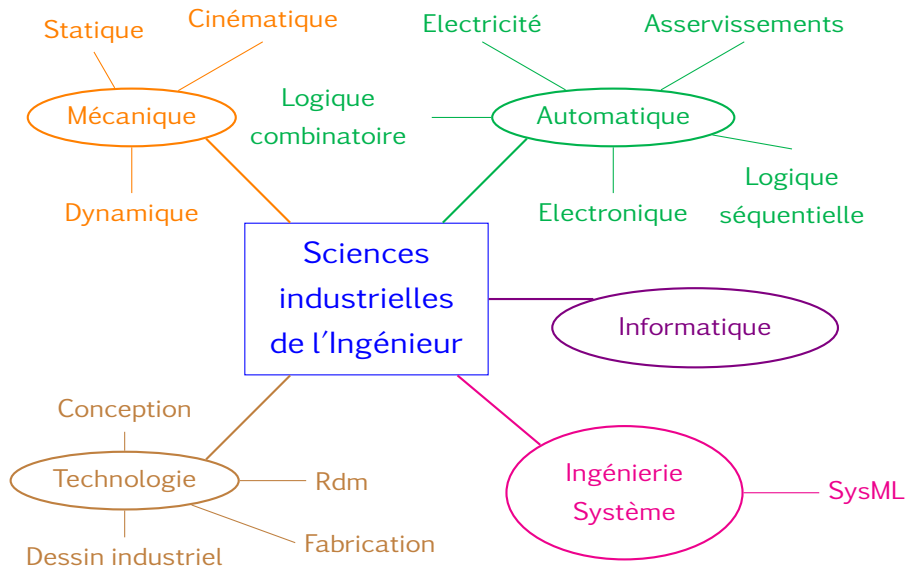 Statique
Cinématique
Electricité
Asservissements
Mécanique
Logique
combinatoire
Automatique
Dynamique
Electronique
Logique
séquentielle
Sciences
industrielles
de l'Ingénieur
Informatique
Conception
Technologie
Rdm
Fabrication
Dessin industriel
Ingénierie
Système
SysML